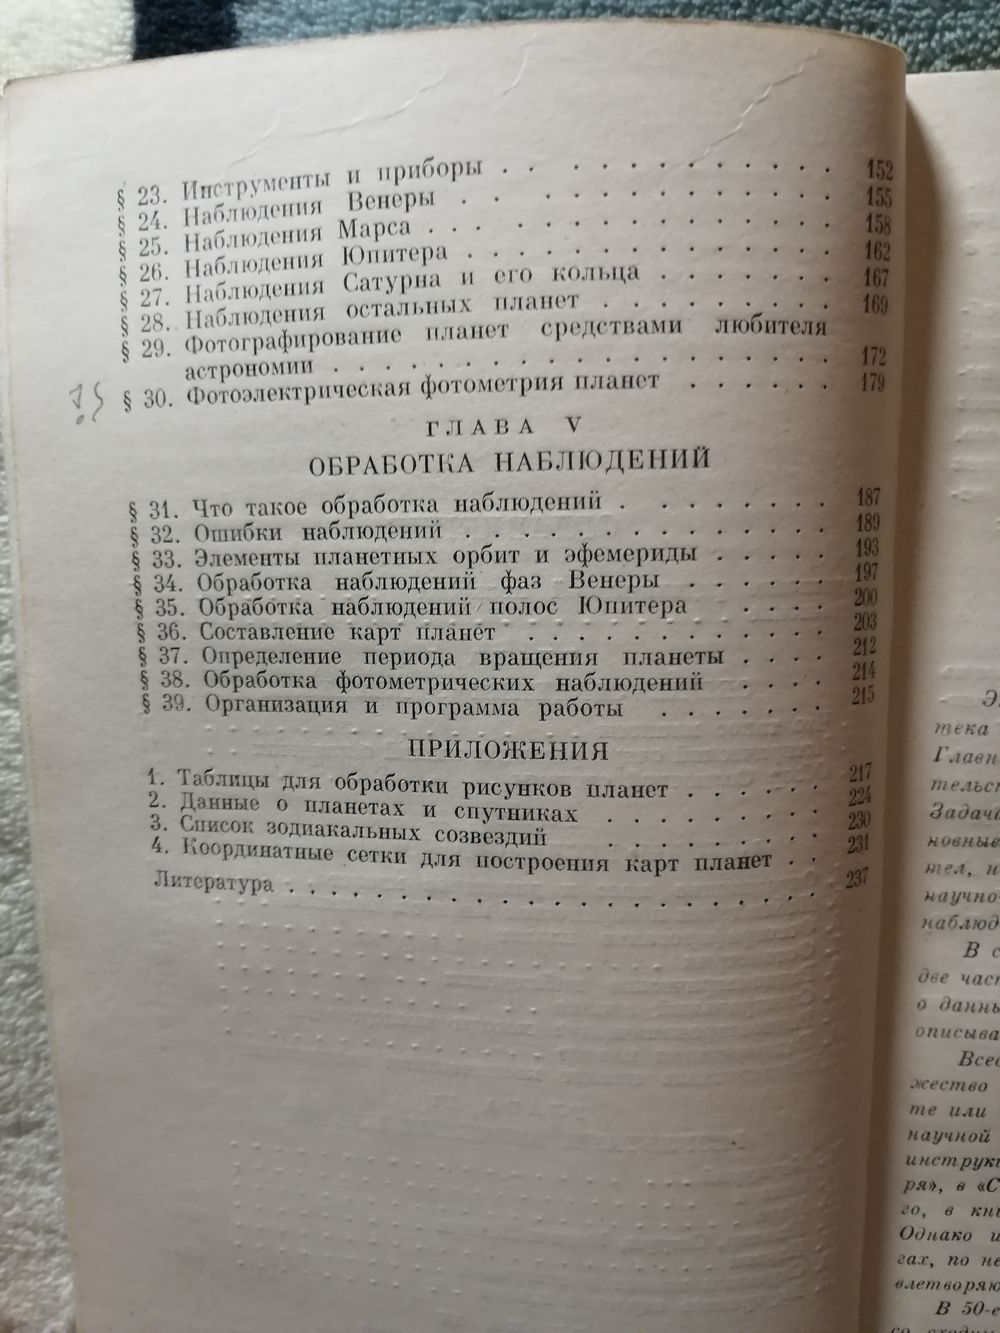 § 23. Инструменты и приборы . . . . . . . . . . . . 152
§ 24. Наблюдения Венеры . . . . . . . . . . . . . 155
§ 25. Наблюдения Марса . . . . . . . . . . . . . 158
§ 26. Наблюдения Юпитера . . . . . . . . . . . . 162
§ 27. Наблюдения Сатурна и его кольца . . . . . . . 167
§ 28. Наблюдения остальных планет . . . . . . . . . 169
§ 29. Фотографирование планет средствами любителя
астрономии . . . . . . . . . . . . . . . . . 172
§ 30. Фотоэлектрическая фотометрия планет . . . . . . 179
ГЛАВА V
ОБРАБОТКА НАБЛЮДЕНИЙ
§ 31. Что такое обработка наблюдений . . . . . . . . 187
§ 32. Ошибки наблюдений . . . . . . . . . . . . . 189
§ 33. Элементы планетных орбит и эфемериды . . . . . 193
§ 34. Обработка наблюдений фаз Венеры . . . . . . 197
§ 35. Обработка наблюдений полос Юпитера . . . . 200
§ 36. Составление карт планет . . . . . . . . . . . . 203
§ 37. Определение периода вращения планеты . . . . 212
§ 38. Обработка фотометрических наблюдений . . . . 214
§ 39. Организация и программа работы . . . . . . . 215
ПРИЛОЖЕНИЯ
1. Таблицы для обработки рисунков планет . . . . . . 217
2. Данные о планетах и спутниках . . . . . . . . . 224
3. Список зодиакальных созвездий . . . . . . . . . 230
4. Координатные сетки для построения карт планет . . 231
Литература . . . . . . . . . . . . . . . . . . . . . 237
тека
Главн
тельст
Задача
новные
тел, н
научно-
наблюд
В с
две част
о данны
описыва
Всес
жество
те или
научной
инструкц
ря», в «С
го, в кни
Однако и
гах, по не
влетворяю
В 50-е